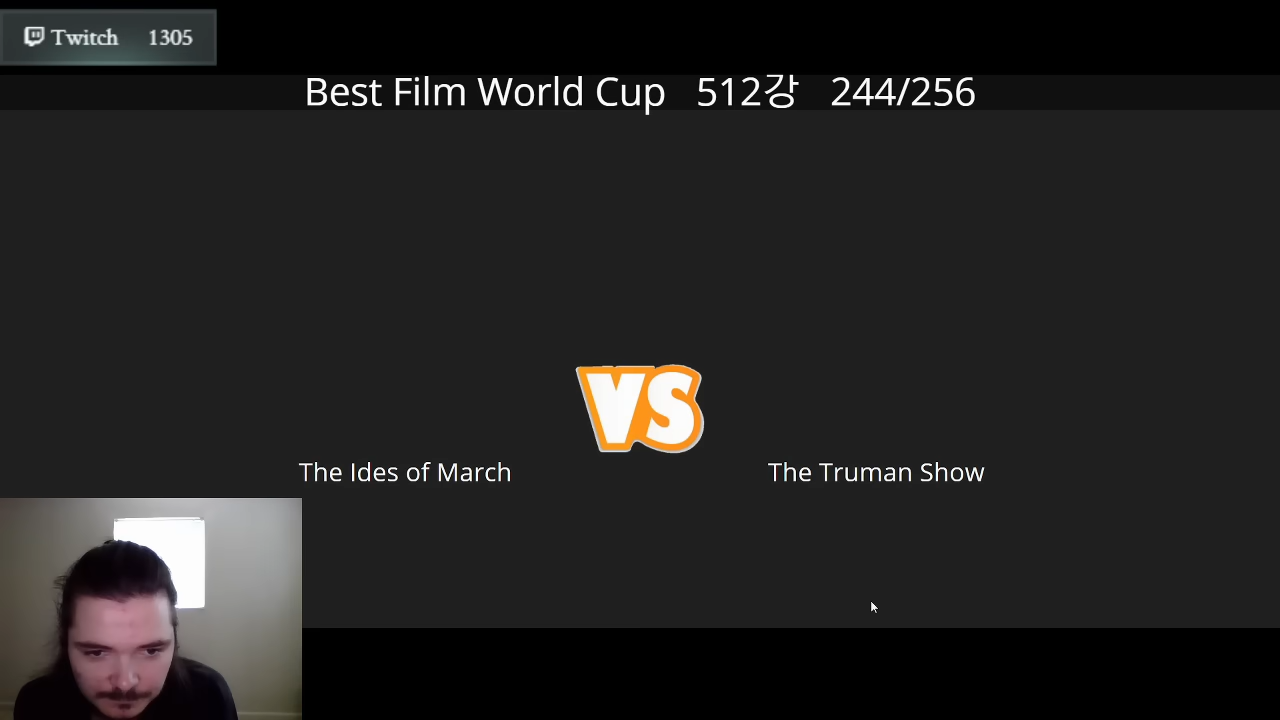 Twitch 1305
Best Film World Cup 512강 244/256
VS
The Ides of March
The Truman Show